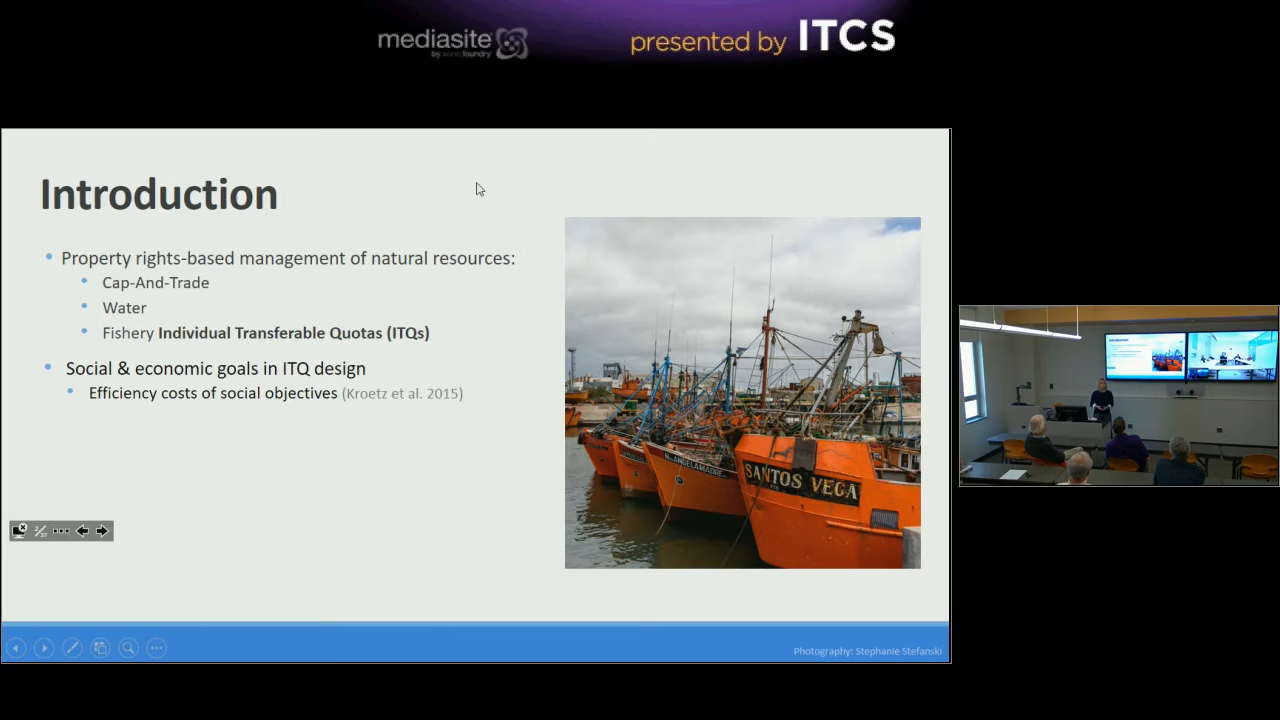 mediasite
by sonicfoundry
presented by ITCS
Introduction
Property rights-based management of natural resources:
Cap-And-Trade
Water
Fishery Individual Transferable Quotas (ITQs)
Social & economic goals in ITQ design
Efficiency costs of social objectives (Kroetz et al. 2015)
SANTOS VEGA
Photography: Stephanie Stefanski
Introduction